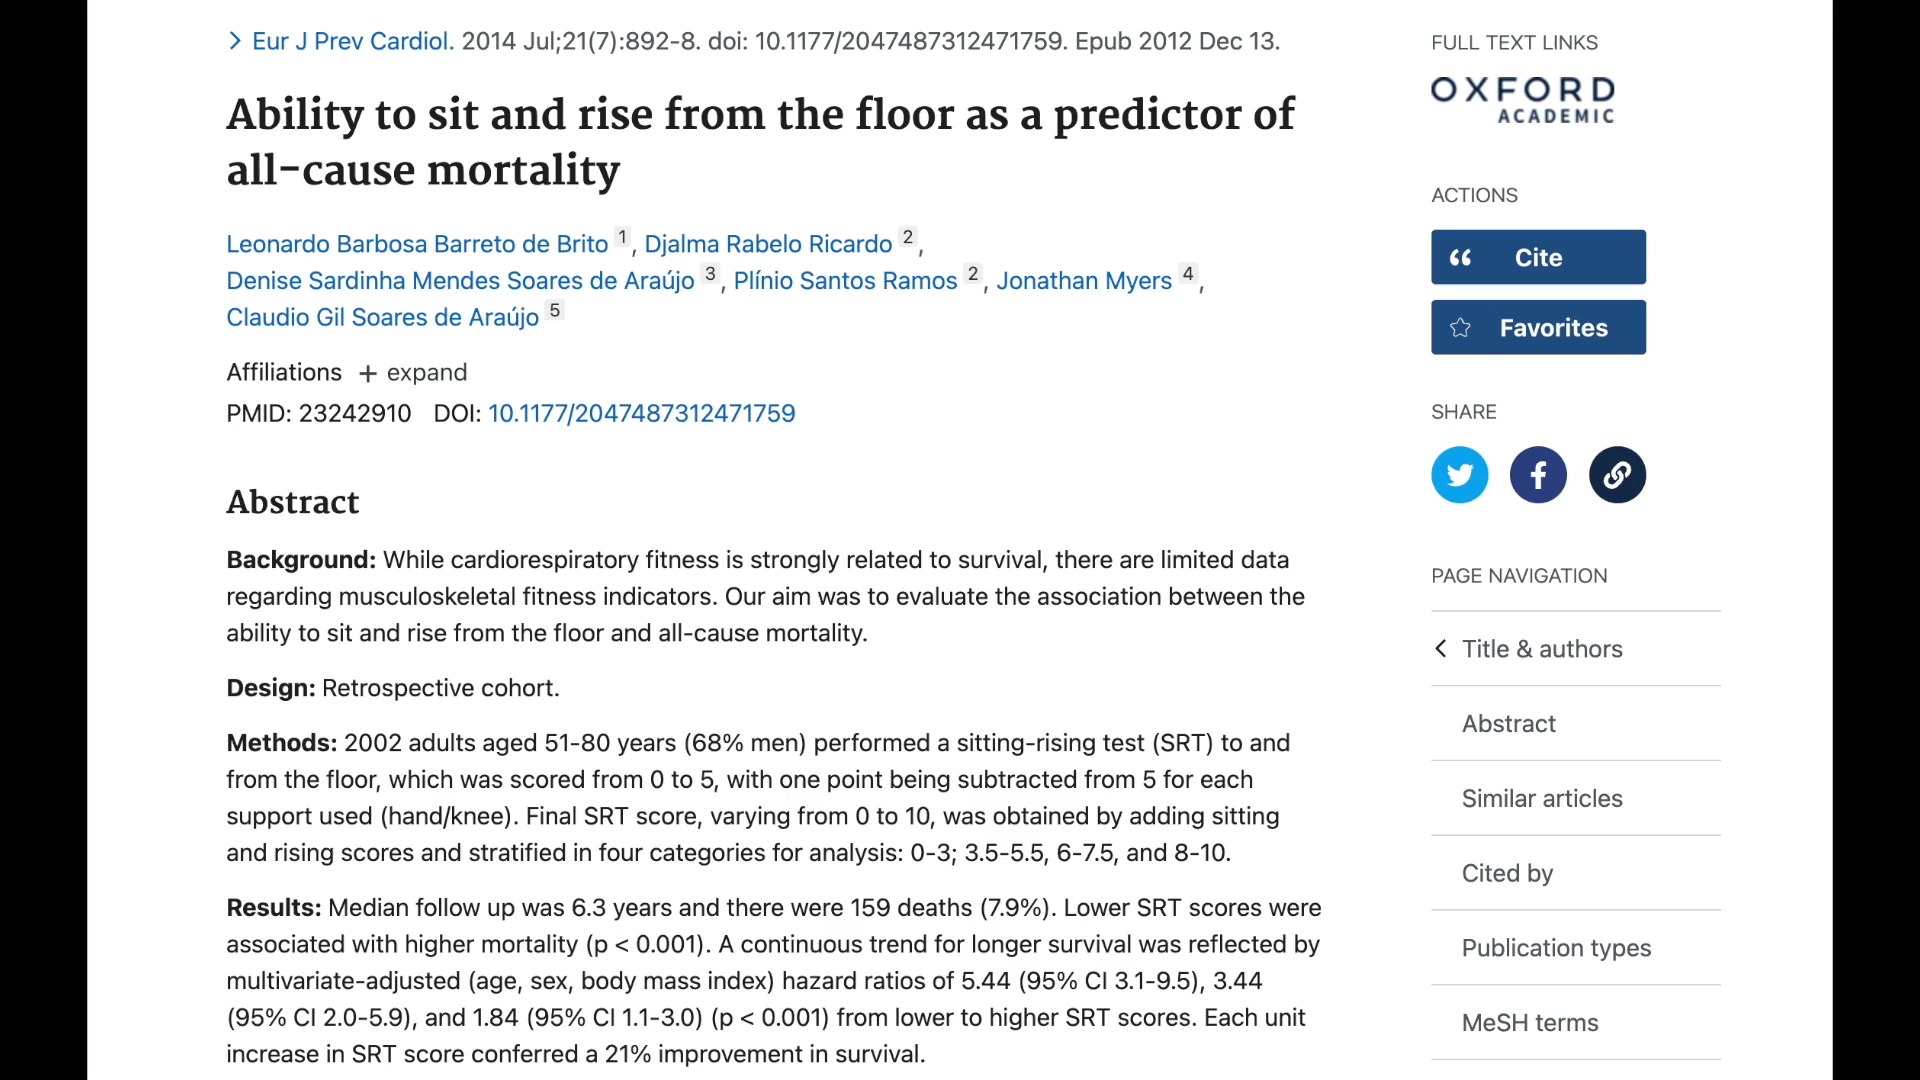 Eur J Prev Cardiol. 2014 Jul;21(7):892-8. doi: 10.1177/2047487312471759. Epub 2012 Dec 13.
Ability to sit and rise from the floor as a predictor of
all-cause mortality
Leonardo Barbosa Barreto de Brito 1, Djalma Rabelo Ricardo 2,
Denise Sardinha Mendes Soares de Araújo 3, Plínio Santos Ramos 2, Jonathan Myers 4,
Claudio Gil Soares de Araújo 5
Affiliations + expand
PMID: 23242910 DOI: 10.1177/2047487312471759
Abstract
Background: While cardiorespiratory fitness is strongly related to survival, there are limited data
regarding musculoskeletal fitness indicators. Our aim was to evaluate the association between the
ability to sit and rise from the floor and all-cause mortality.
Design: Retrospective cohort.
Methods: 2002 adults aged 51-80 years (68% men) performed a sitting-rising test (SRT) to and
from the floor, which was scored from 0 to 5, with one point being subtracted from 5 for each
support used (hand/knee). Final SRT score, varying from 0 to 10, was obtained by adding sitting
and rising scores and stratified in four categories for analysis: 0-3; 3.5-5.5, 6-7.5, and 8-10.
Results: Median follow up was 6.3 years and there were 159 deaths (7.9%). Lower SRT scores were
associated with higher mortality (p < 0.001). A continuous trend for longer survival was reflected by
multivariate-adjusted (age, sex, body mass index) hazard ratios of 5.44 (95% CI 3.1-9.5), 3.44
(95% CI 2.0-5.9), and 1.84 (95% CI 1.1-3.0) (p < 0.001) from lower to higher SRT scores. Each unit
increase in SRT score conferred a 21% improvement in survival.
FULL TEXT LINKS
OXFORD
ACADEMIC
ACTIONS
Cite
Favorites
SHARE
PAGE NAVIGATION
Title & authors
Abstract
Similar articles
Cited by
Publication types
MeSH terms